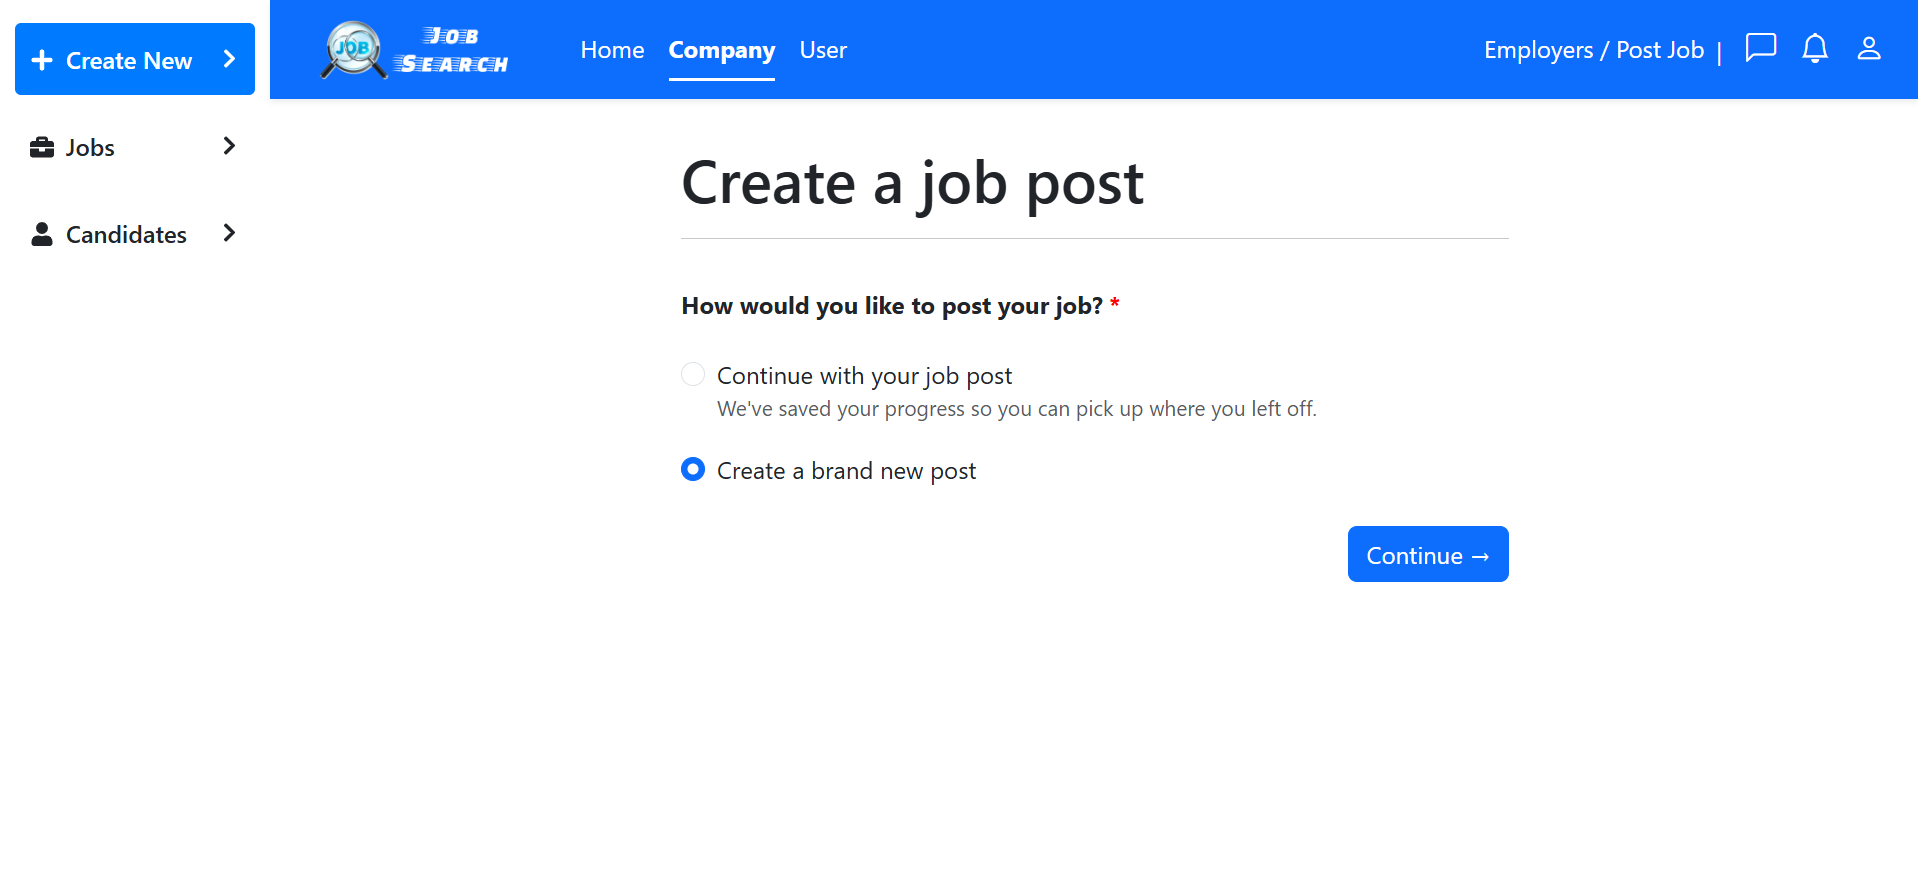 Create New
Jobs
Candidates
JOB
JOB
SEARCH
Home Company User
Employers / Post Job |
Create a job post
How would you like to post your job? *
Continue with your job post
We've saved your progress so you can pick up where you left off.
Create a brand new post
Continue →